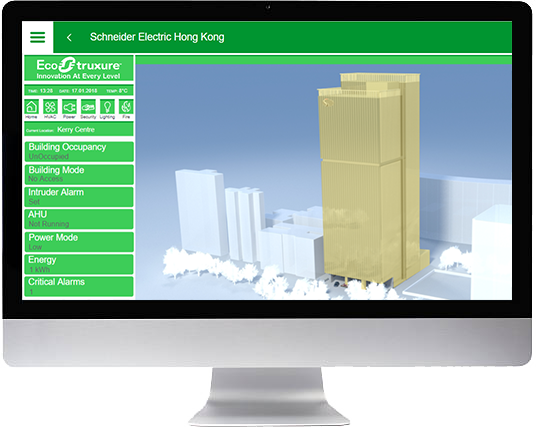 Schneider Electric Hong Kong
EcoStruxure
Innovation At Every Level
TIME: 13:28 DATE: 17.01.2018 TEMP: 8°C
Home HVAC Power Security Lighting Fire
Current Location: Kerry Centre
Building Occupancy
UnOccupied
Building Mode
No Access
Intruder Alarm
Set
AHU
Not Running
Power Mode
Low
Energy
1 kWh
Critical Alarms
1